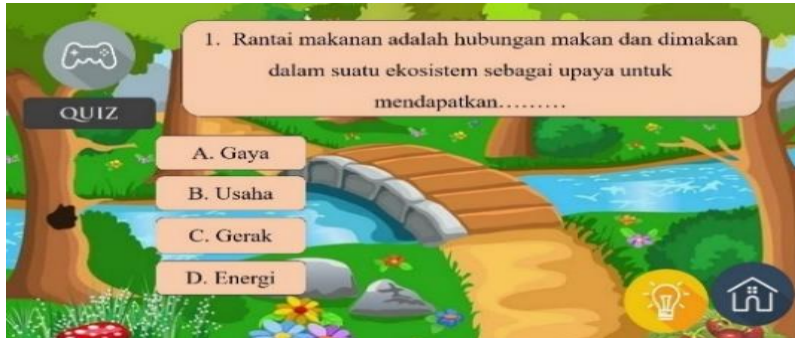 1. Rantai makanan adalah hubungan makan dan dimakan
dalam suatu ekosistem sebagai upaya untuk
mendapatkan.........
QUIZ
A. Gaya
B. Usaha
C. Gerak
D. Energi